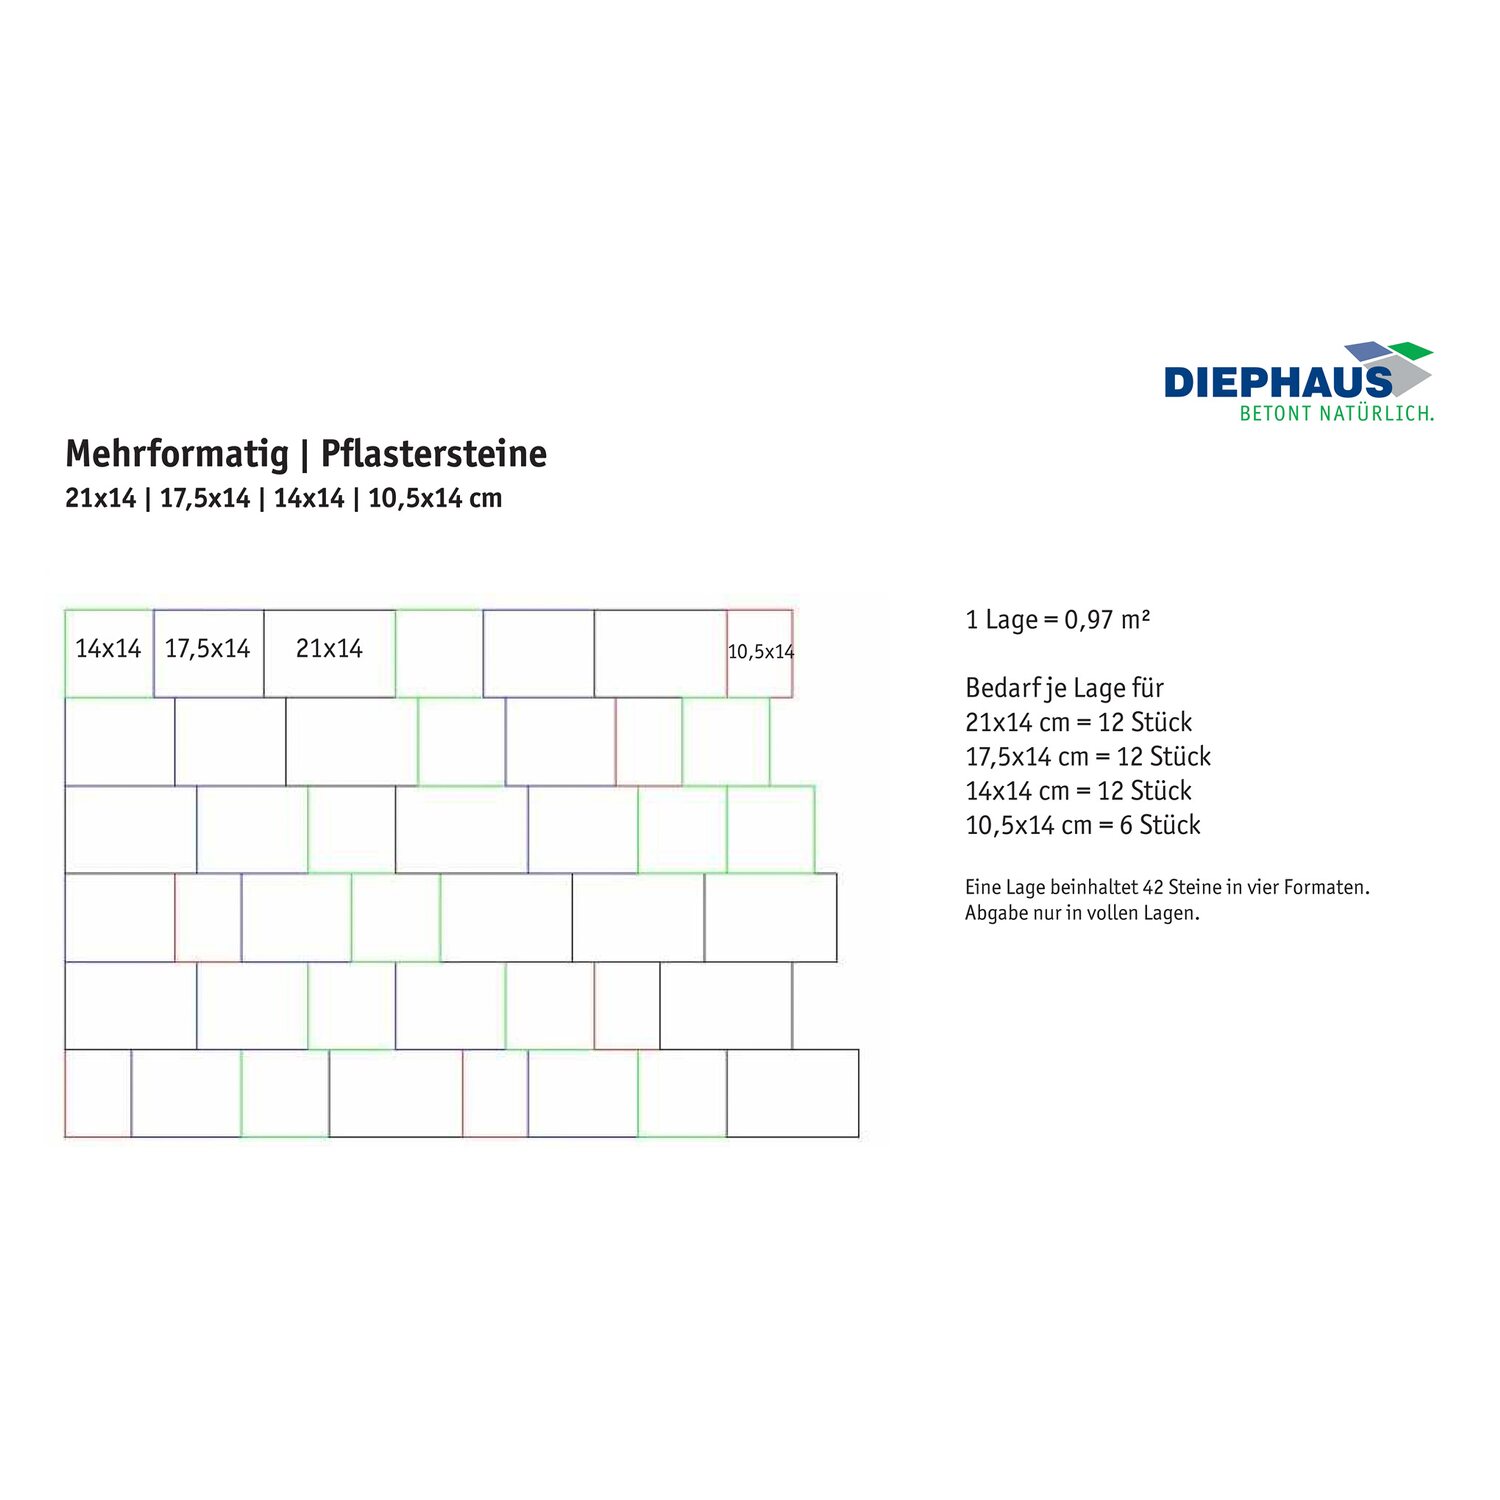 DIEPHAUS
BETONT NATÜRLICH.
Mehrformatig | Pflastersteine
21x14 | 17,5x14 | 14x14 | 10,5x14 cm
14x14 17,5x14 21x14 10,5x14
1 Lage = 0,97 m²
Bedarf je Lage für
21x14 cm = 12 Stück
17,5x14 cm = 12 Stück
14x14 cm = 12 Stück
10,5x14 cm = 6 Stück
Eine Lage beinhaltet 42 Steine in vier Formaten.
Abgabe nur in vollen Lagen.